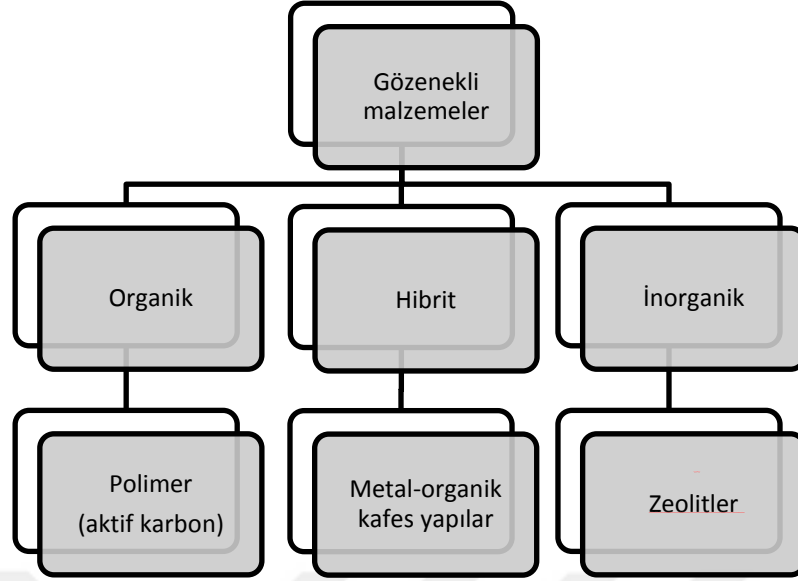 Gözenekli
malzemeler
Organik
Hibrit
İnorganik
Polimer
(aktif karbon)
Metal-organik
kafes yapılar
Zeolitler